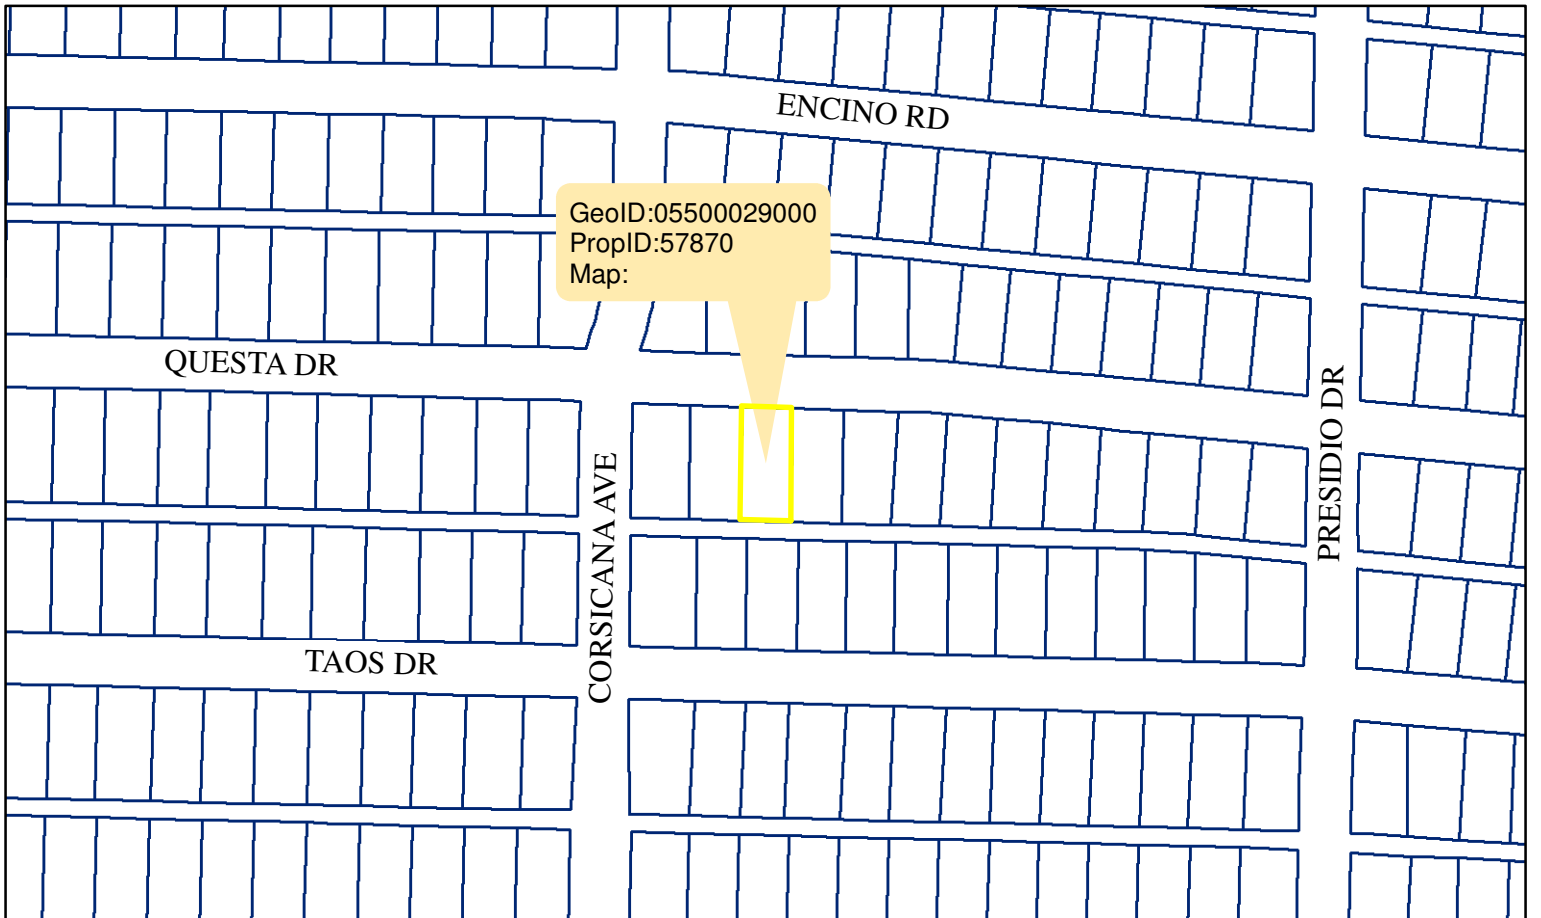 ENCINO RD
GeoID:05500029000
PropID:57870
Map:
QUESTA DR
PRESIDIO DR
CORSICANA AVE
TAOS DR